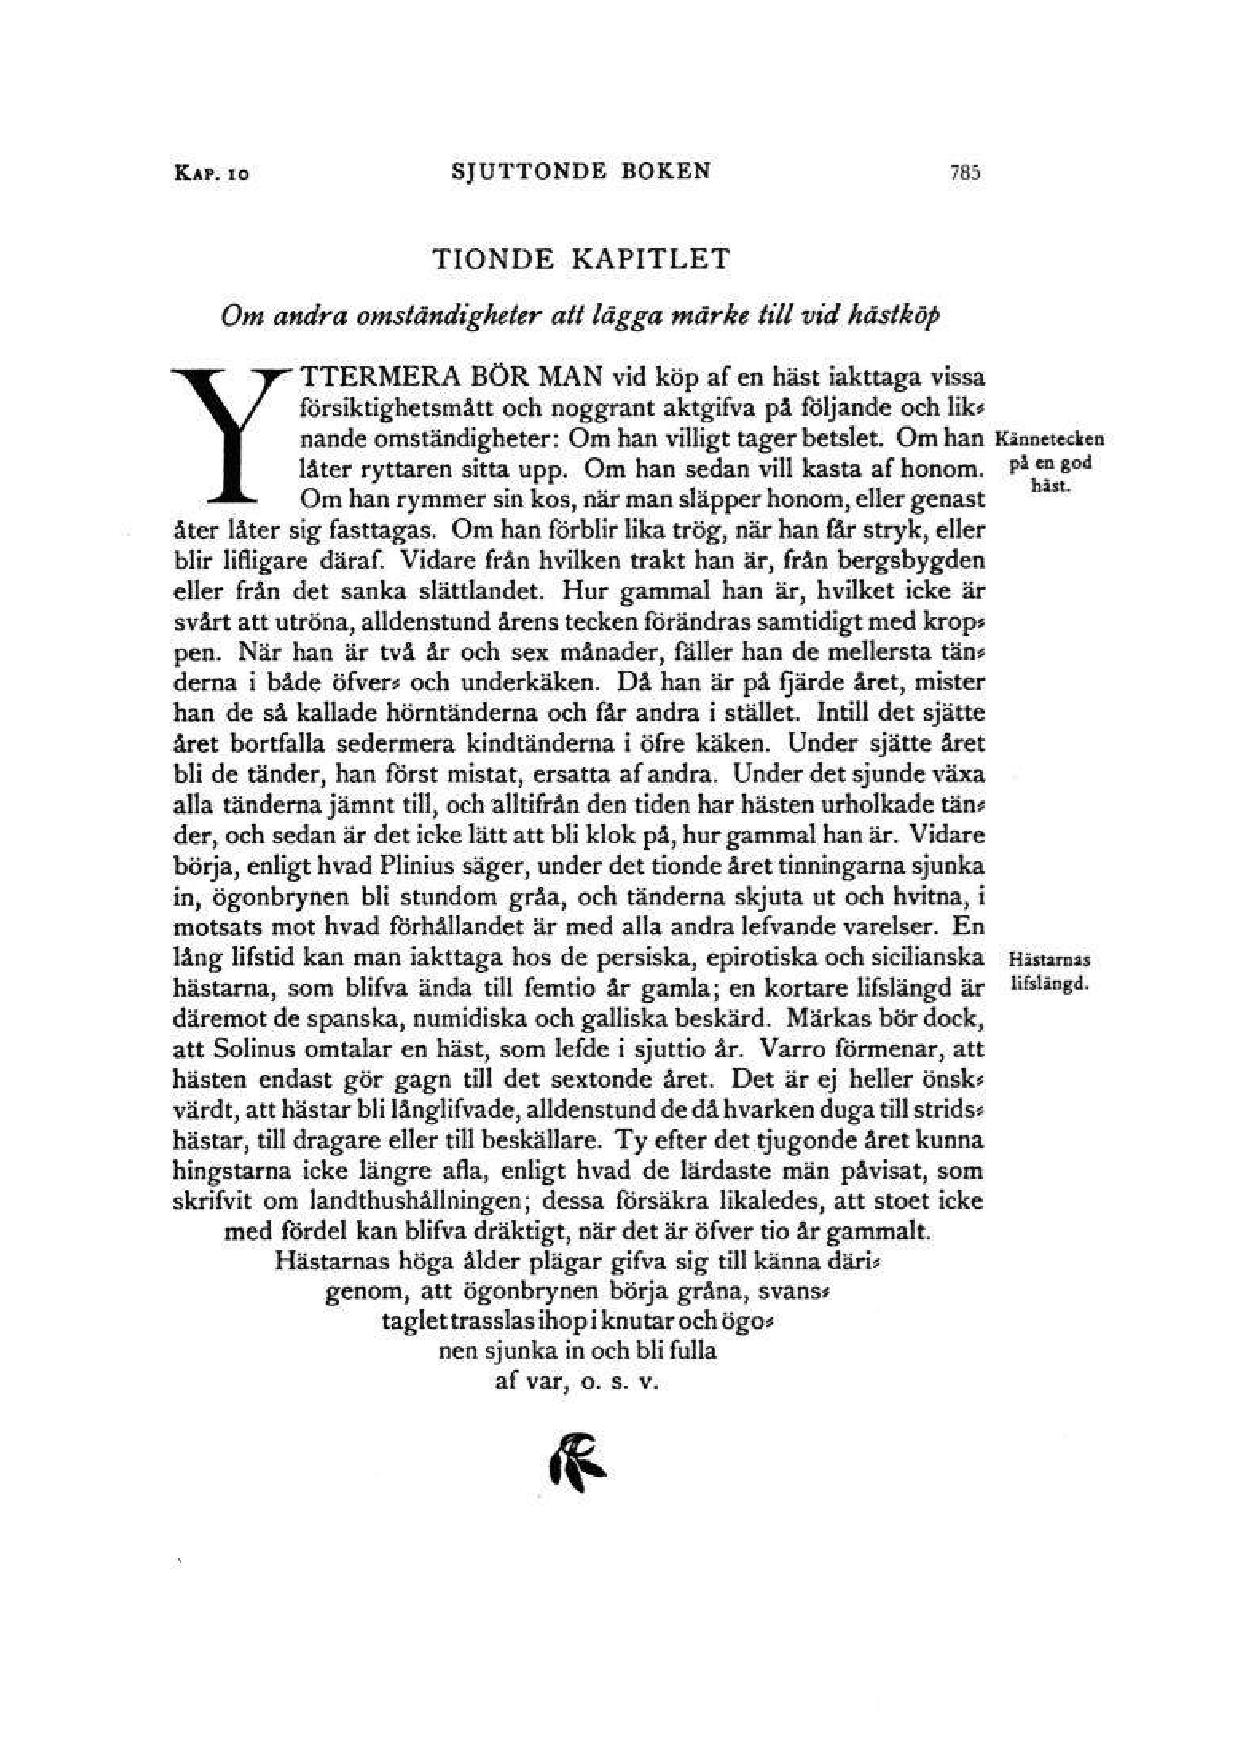 KAP. 10 SJUTTONDE BOKEN 785
TIONDE KAPITLET
Om andra omständigheter att lägga märke till vid hästköp
YTTERMERA BÖR MAN vid köp af en häst iakttaga vissa
försiktighetsmått och noggrant aktgifva på följande och lik-
nande omständigheter: Om han villigt tager betslet. Om han
låter ryttaren sitta upp. Om han sedan vill kasta af honom.
Om han rymmer sin kos, när man släpper honom, eller genast
åter låter sig fasttagas. Om han förblir lika trög, när han får stryk, eller
blir lifligare däraf. Vidare från hvilken trakt han är, från bergsbygden
eller från det sanka slättlandet. Hur gammal han är, hvilket icke är
svårt att utröna, alldenstund årens tecken förändras samtidigt med krop-
pen. När han är två år och sex månader, fäller han de mellersta tän-
derna i både öfver- och underkäken. Då han är på fjärde året, mister
han de så kallade hörntänderna och får andra i stället. Intill det sjätte
året bortfalla sedermera kindtänderna i öfre käken. Under sjätte året
bli de tänder, han först mistat, ersatta af andra. Under det sjunde växa
alla tänderna jämnt till, och alltifrån den tiden har hästen urholkade tän-
der, och sedan är det icke lätt att bli klok på, hur gammal han är. Vidare
börja, enligt hvad Plinius säger, under det tionde året tinningarna sjunka
in, ögonbrynen bli stundom gråa, och tänderna skjuta ut och hvitna, i
motsats mot hvad förhållandet är med alla andra lefvande varelser. En
lång lifstid kan man iakttaga hos de persiska, epirotiska och sicilianska
hästarna, som blifva ända till femtio år gamla; en kortare lifslängd är
däremot de spanska, numidiska och galliska beskärd. Märkas bör dock,
att Solinus omtalar en häst, som lefde i sjuttio år. Varro förmenar, att
hästen endast gör gagn till det sextonde året. Det är ej heller önsk-
värdt, att hästar bli långlifvade, alldenstund de då hvarken duga till strids-
hästar, till dragare eller till beskällare. Ty efter det tjugonde året kunna
hingstarna icke längre afla, enligt hvad de lärdaste män påvisat, som
skrifvit om landthushållningen; dessa försäkra likaledes, att stoet icke
med fördel kan blifva dräktigt, när det är öfver tio år gammalt.
Hästarnas höga ålder plägar gifva sig till känna däri-
genom, att ögonbrynen börja gråna, svans-
taglet trasslas ihop i knutar och ögo-
nen sjunka in och bli fulla
af var, o. s. v.
Kännetecken
på en god
häst.
Hästarnas
lifslängd.